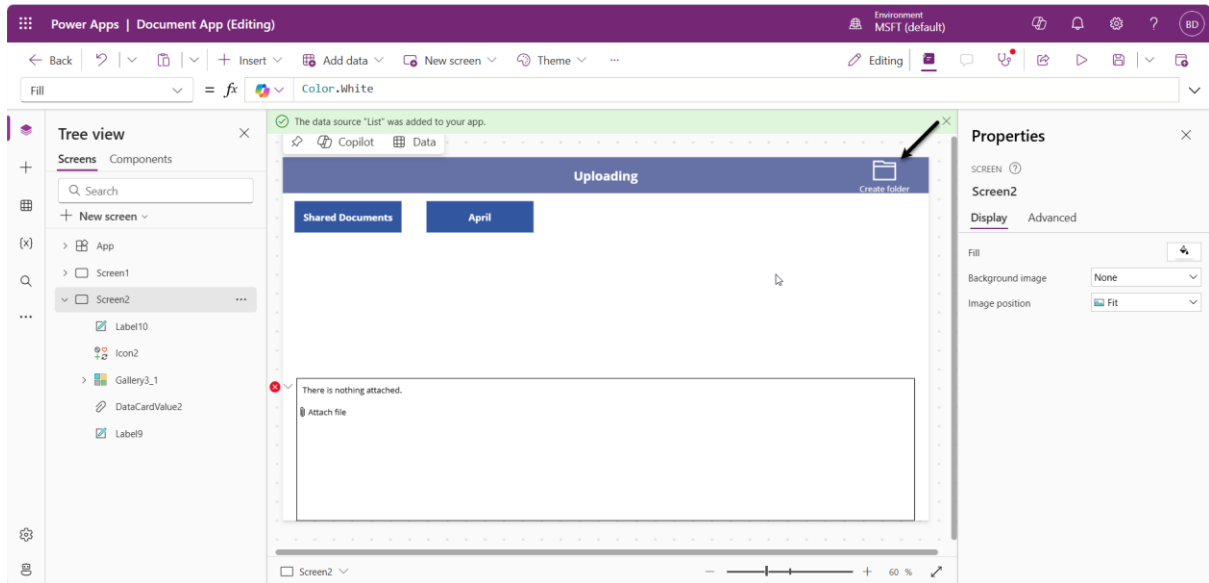 Power Apps | Document App (Editing)
Environment
MSFT (default)
BD
Back
Insert
Add data
New screen
Theme
...
Editing
Fill
= fx
Color.White
Tree view
Screens
Components
Search
New screen
App
Screen1
Screen2
...
Label10
Icon2
Gallery3_1
DataCardValue2
Label9
The data source "List" was added to your app.
Copilot
Data
Uploading
Create folder
Shared Documents
April
There is nothing attached.
Attach file
Screen2
60 %
Properties
SCREEN
Screen2
Display
Advanced
Fill
Background image
None
Image position
Fit